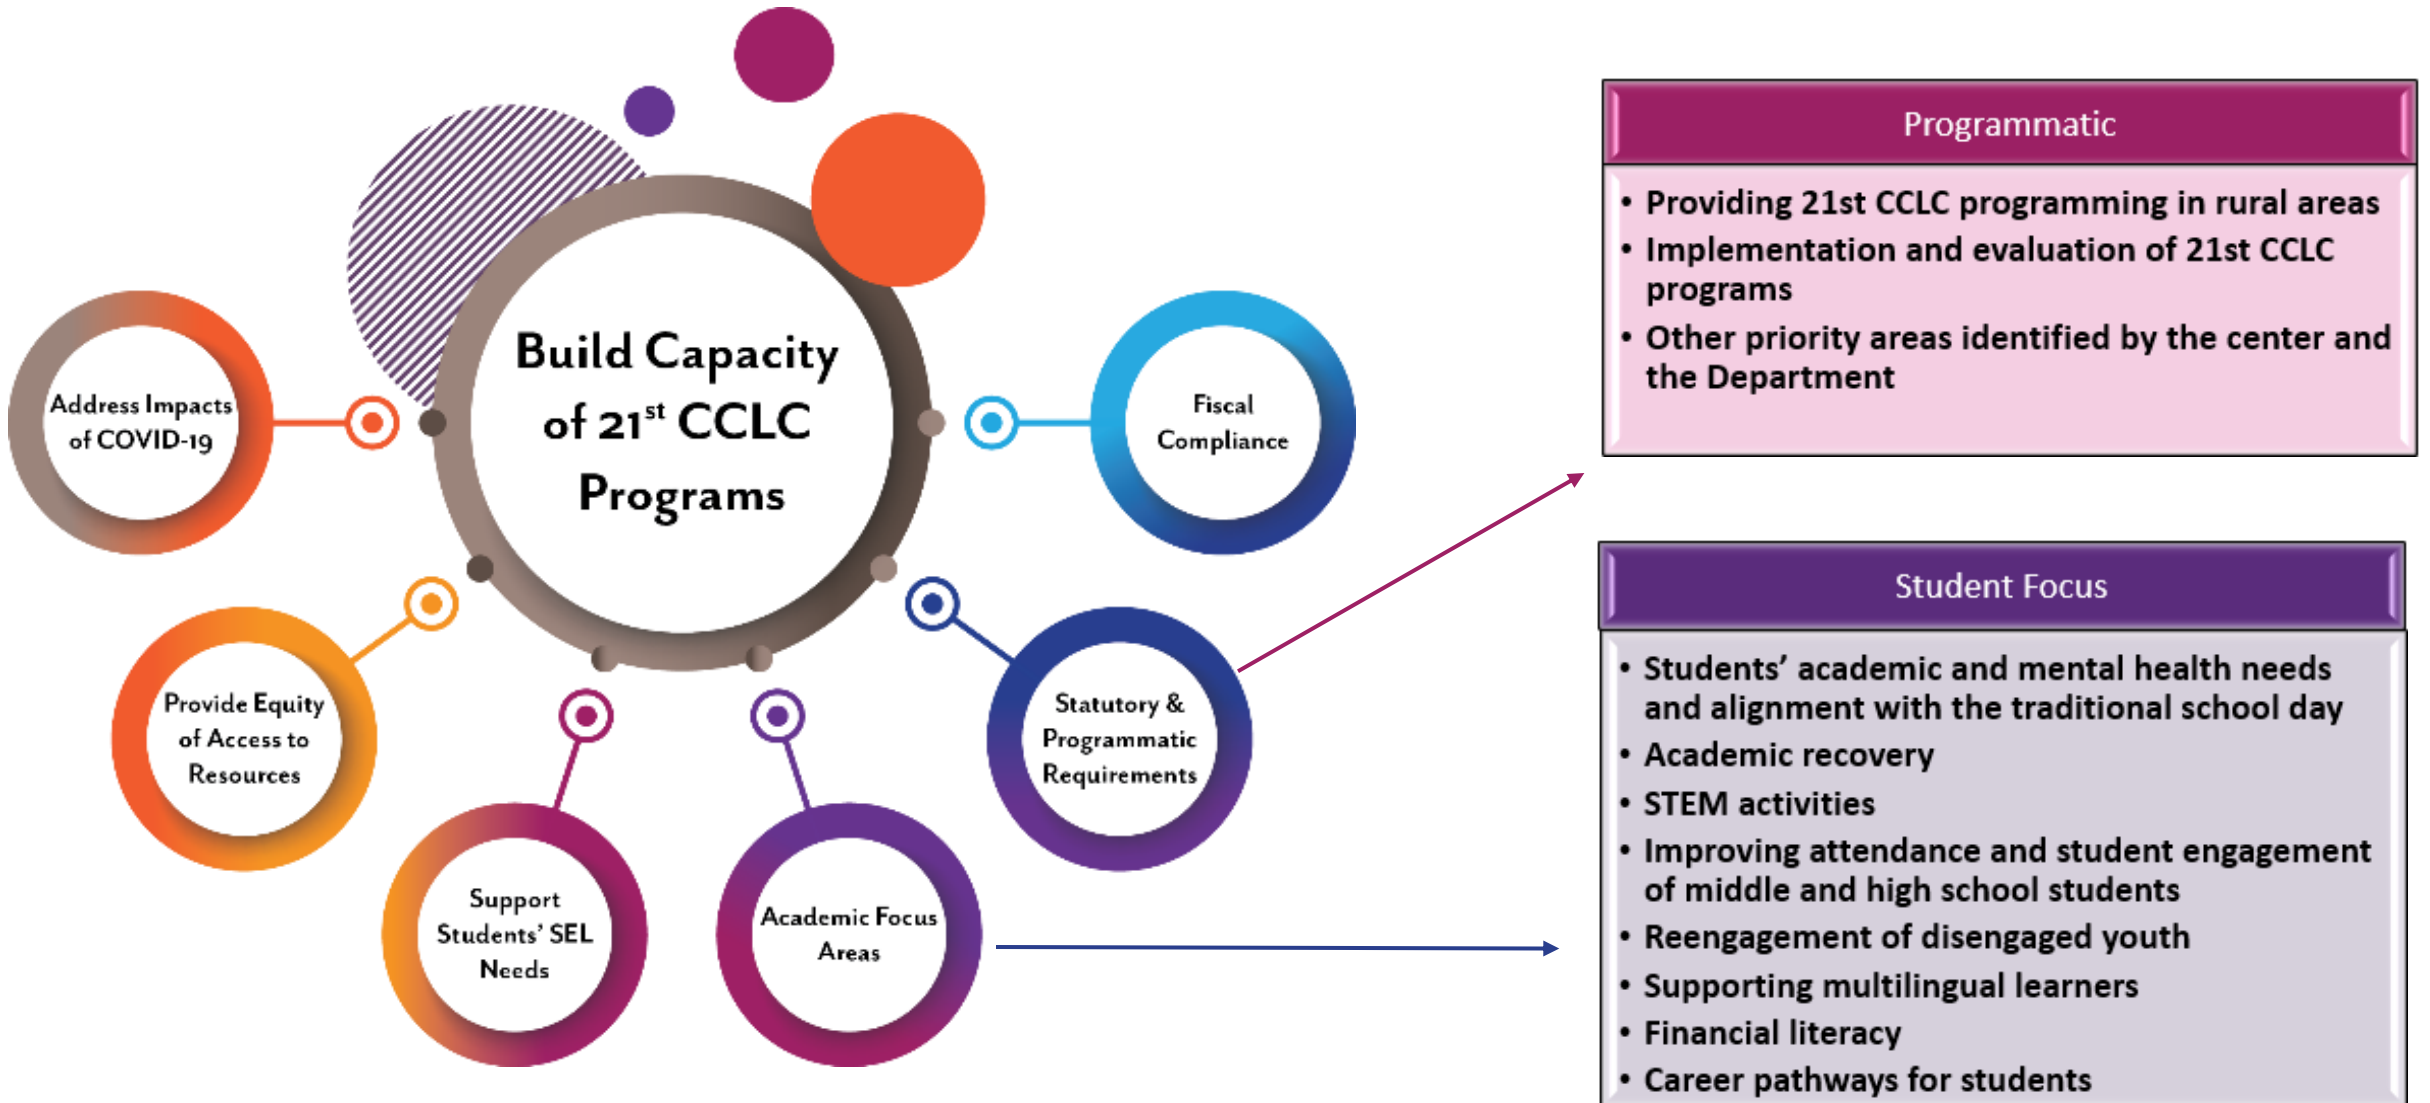 Build Capacity
of 21st CCLC
Programs
Address Impacts
of COVID-19
Provide Equity
of Access to
Resources
Support
Students’ SEL
Needs
Academic Focus
Areas
Statutory &
Programmatic
Requirements
Fiscal
Compliance
Programmatic
• Providing 21st CCLC programming in rural areas
• Implementation and evaluation of 21st CCLC
programs
• Other priority areas identified by the center and
the Department
Student Focus
• Students’ academic and mental health needs
and alignment with the traditional school day
• Academic recovery
• STEM activities
• Improving attendance and student engagement
of middle and high school students
• Reengagement of disengaged youth
• Supporting multilingual learners
• Financial literacy
• Career pathways for students